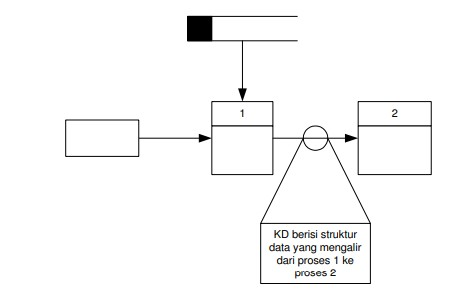 1
2
KD berisi struktur
data yang mengalir
dari proses 1 ke
proses 2